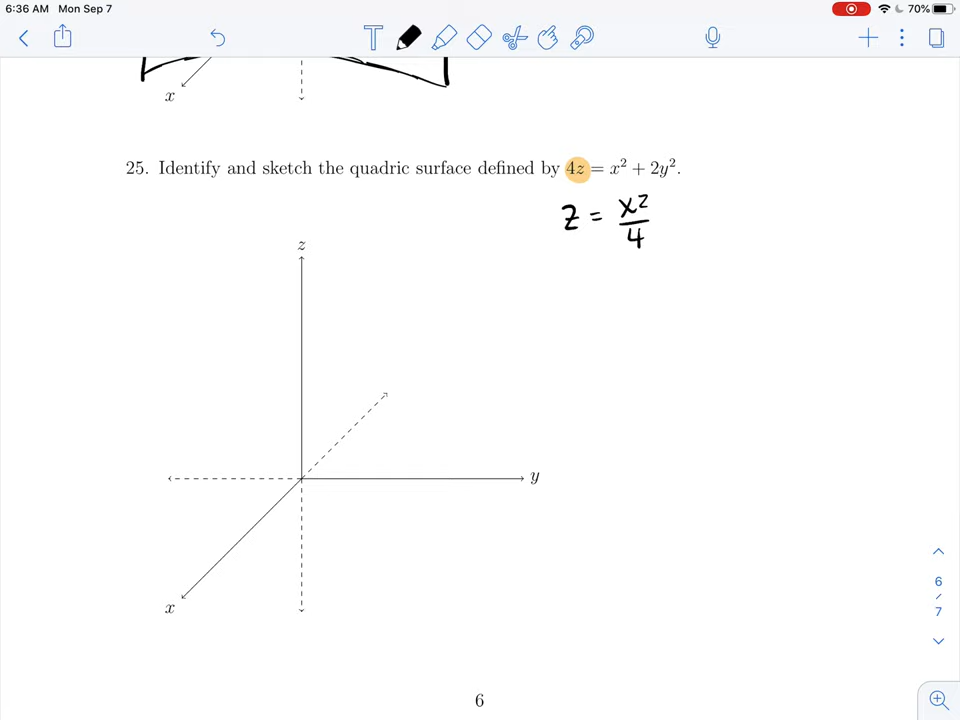 6:36 AM Mon Sep 7
70%
T
x
25. Identify and sketch the quadric surface defined by 4z = x² + 2y².
z = x²/4
z
y
x
6
/
7
6